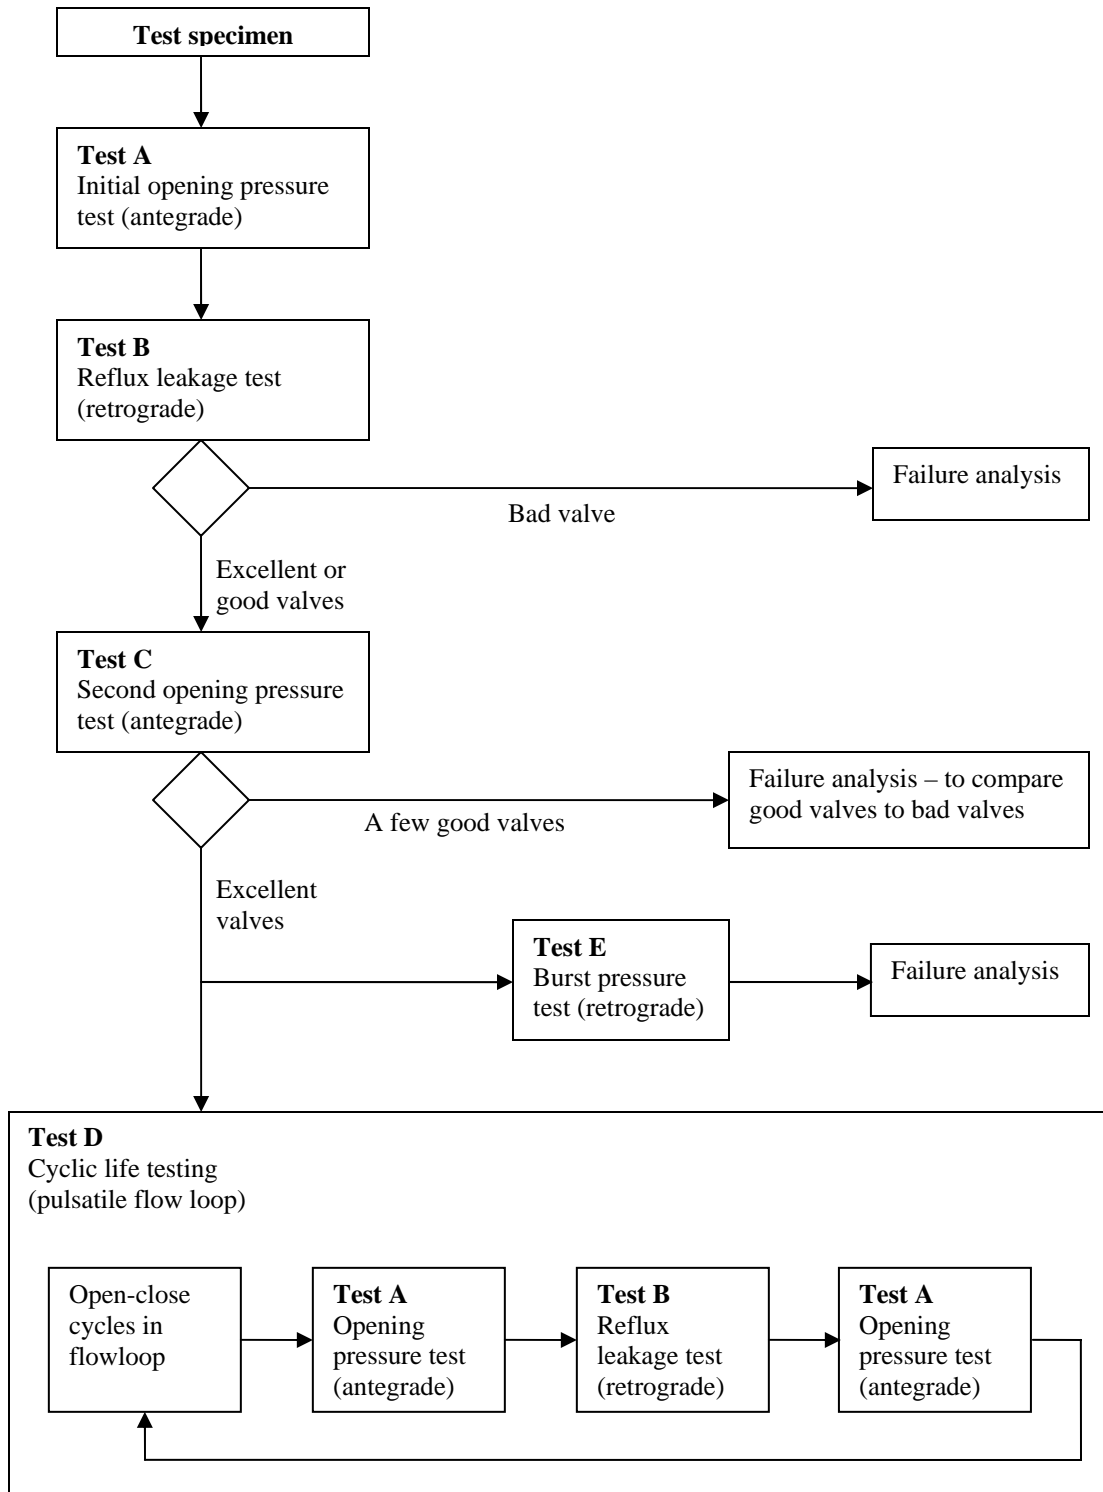 Test specimen
Test A
Initial opening pressure
test (antegrade)
Test B
Reflux leakage test
(retrograde)
Failure analysis
Bad valve
Excellent or
good valves
Test C
Second opening pressure
test (antegrade)
Failure analysis – to compare
good valves to bad valves
A few good valves
Excellent
valves
Test E
Burst pressure
test (retrograde)
Failure analysis
Test D
Cyclic life testing
(pulsatile flow loop)
Open-close
cycles in
flowloop
Test A
Opening
pressure test
(antegrade)
Test B
Reflux
leakage test
(retrograde)
Test A
Opening
pressure test
(antegrade)